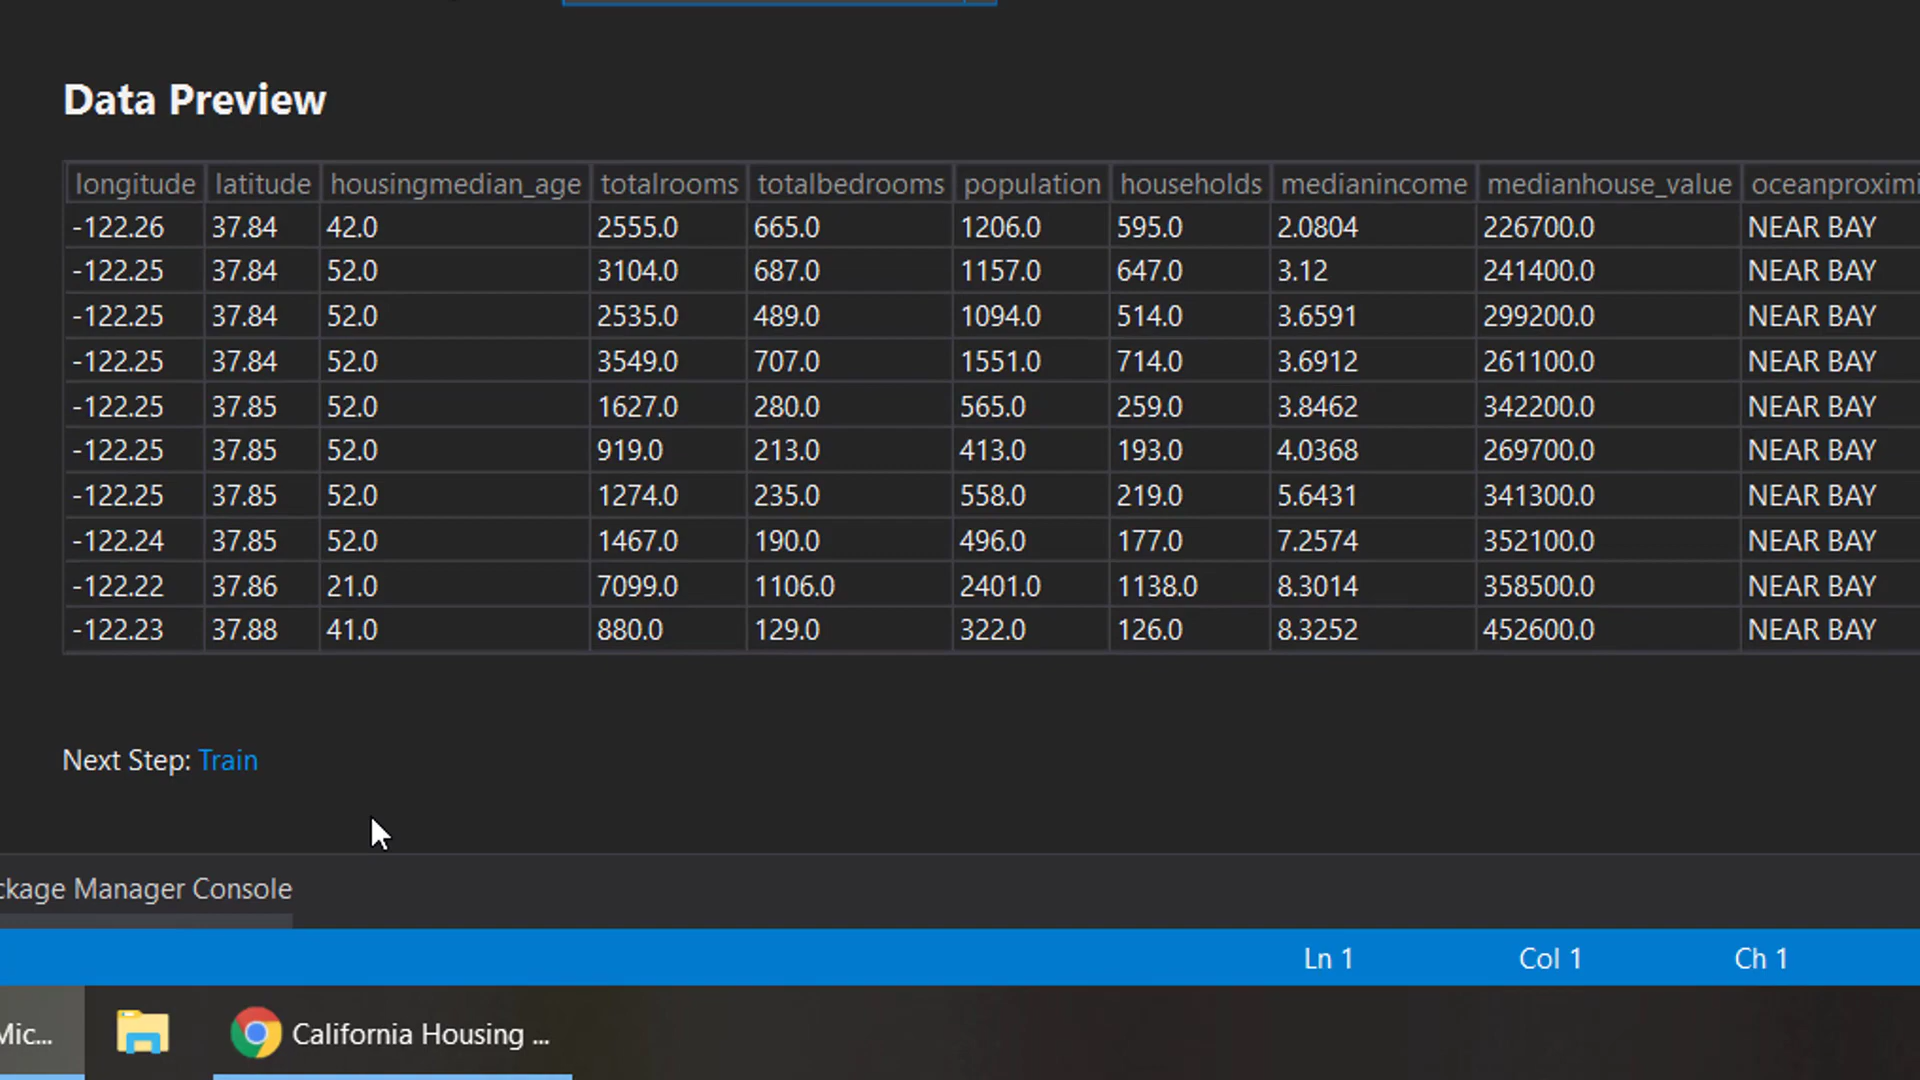 Data Preview
longitude latitude housingmedian_age totalrooms totalbedrooms population households medianincome medianhouse_value oceanproximi
-122.26 37.84 42.0 2555.0 665.0 1206.0 595.0 2.0804 226700.0 NEAR BAY
-122.25 37.84 52.0 3104.0 687.0 1157.0 647.0 3.12 241400.0 NEAR BAY
-122.25 37.84 52.0 2535.0 489.0 1094.0 514.0 3.6591 299200.0 NEAR BAY
-122.25 37.84 52.0 3549.0 707.0 1551.0 714.0 3.6912 261100.0 NEAR BAY
-122.25 37.85 52.0 1627.0 280.0 565.0 259.0 3.8462 342200.0 NEAR BAY
-122.25 37.85 52.0 919.0 213.0 413.0 193.0 4.0368 269700.0 NEAR BAY
-122.25 37.85 52.0 1274.0 235.0 558.0 219.0 5.6431 341300.0 NEAR BAY
-122.24 37.85 52.0 1467.0 190.0 496.0 177.0 7.2574 352100.0 NEAR BAY
-122.22 37.86 21.0 7099.0 1106.0 2401.0 1138.0 8.3014 358500.0 NEAR BAY
-122.23 37.88 41.0 880.0 129.0 322.0 126.0 8.3252 452600.0 NEAR BAY
Next Step: Train
ckage Manager Console
Ln 1 Col 1 Ch 1
Mic... California Housing ...